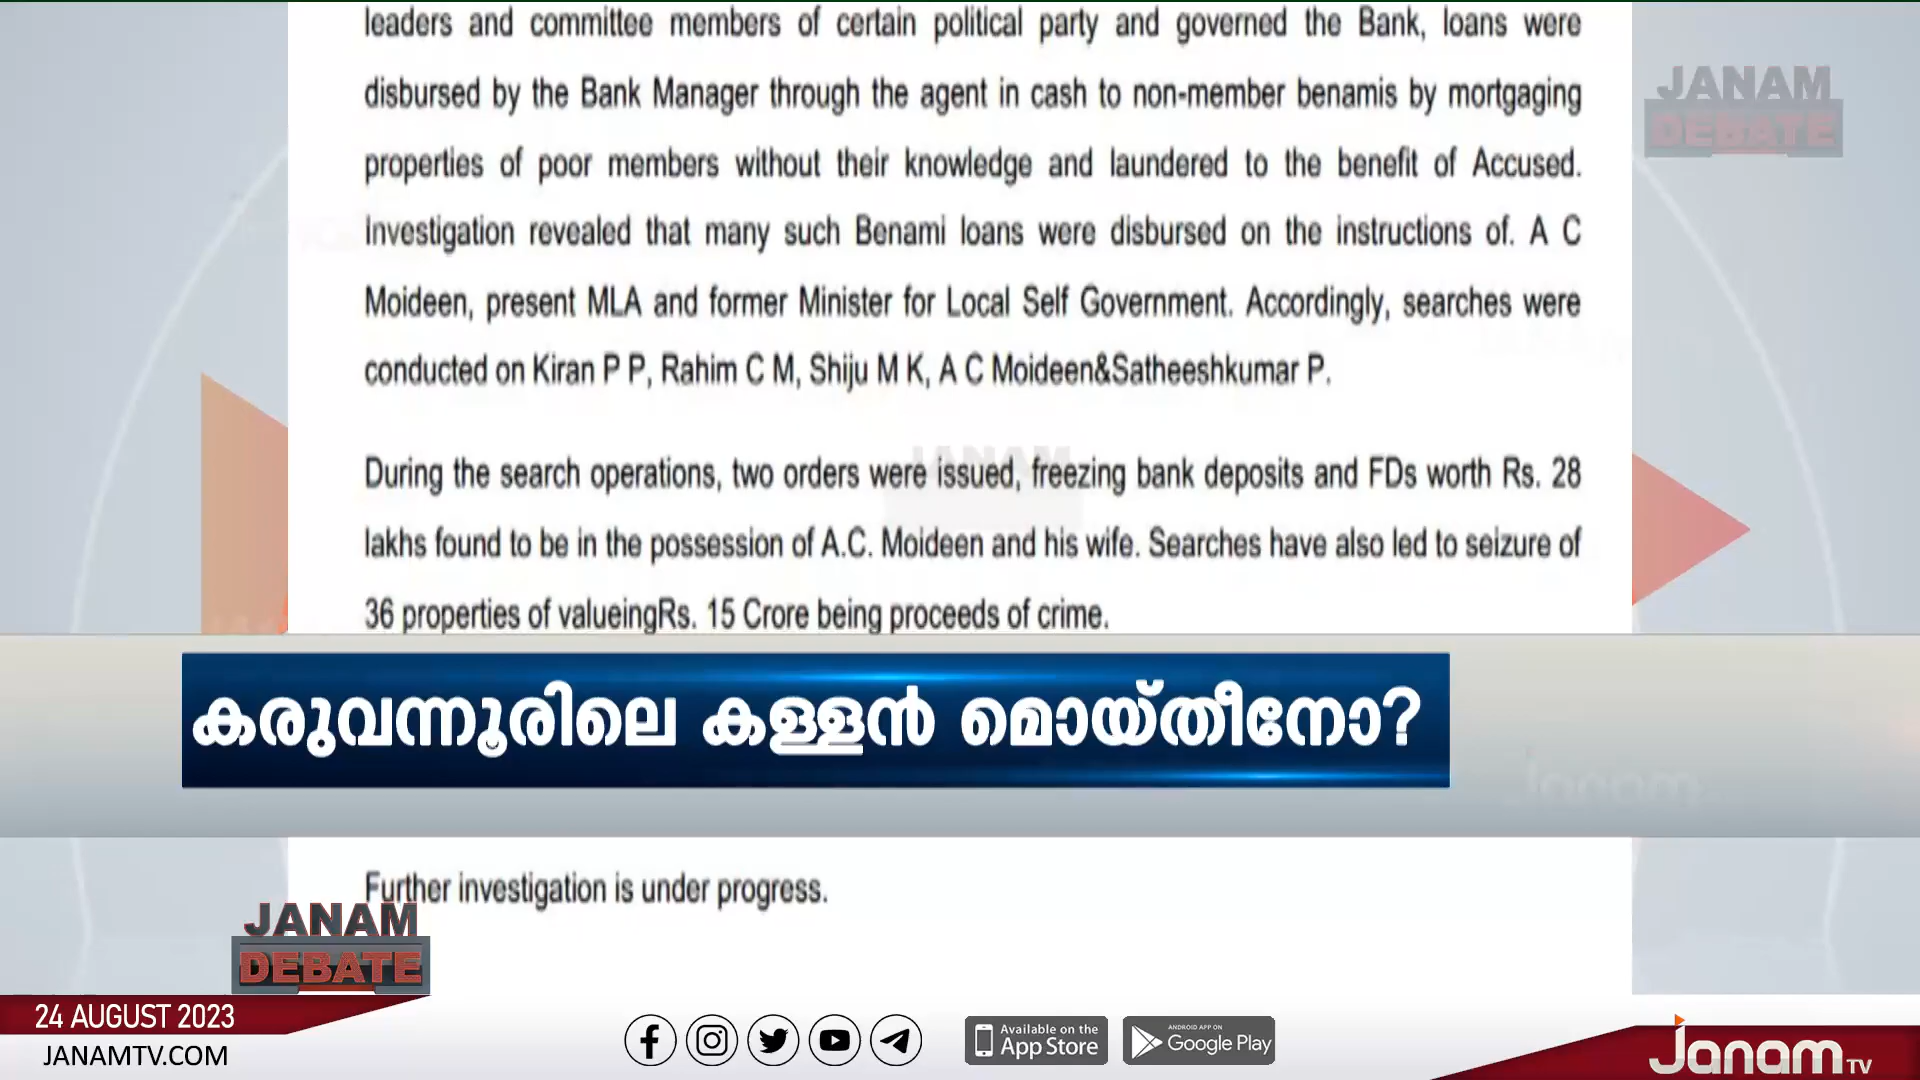 leaders and committee members of certain political party and governed the Bank, loans were
disbursed by the Bank Manager through the agent in cash to non-member benamis by mortgaging
properties of poor members without their knowledge and laundered to the benefit of Accused.
Investigation revealed that many such Benami loans were disbursed on the instructions of. A C
Moideen, present MLA and former Minister for Local Self Government. Accordingly, searches were
conducted on Kiran P P, Rahim C M, Shiju M K, A C Moideen&Satheeshkumar P.
During the search operations, two orders were issued, freezing bank deposits and FDs worth Rs. 28
lakhs found to be in the possession of A.C. Moideen and his wife. Searches have also led to seizure of
36 properties of valueingRs. 15 Crore being proceeds of crime.
JANAM
DEBATE
JANAM
കരുവന്നൂരിലെ കള്ളൻ മൊയ്തീനോ?
Janam
Further investigation is under progress.
JANAM
DEBATE
24 AUGUST 2023
JANAMTV.COM
Available on the
App Store
ANDROID APP ON
Google Play
Janam TV